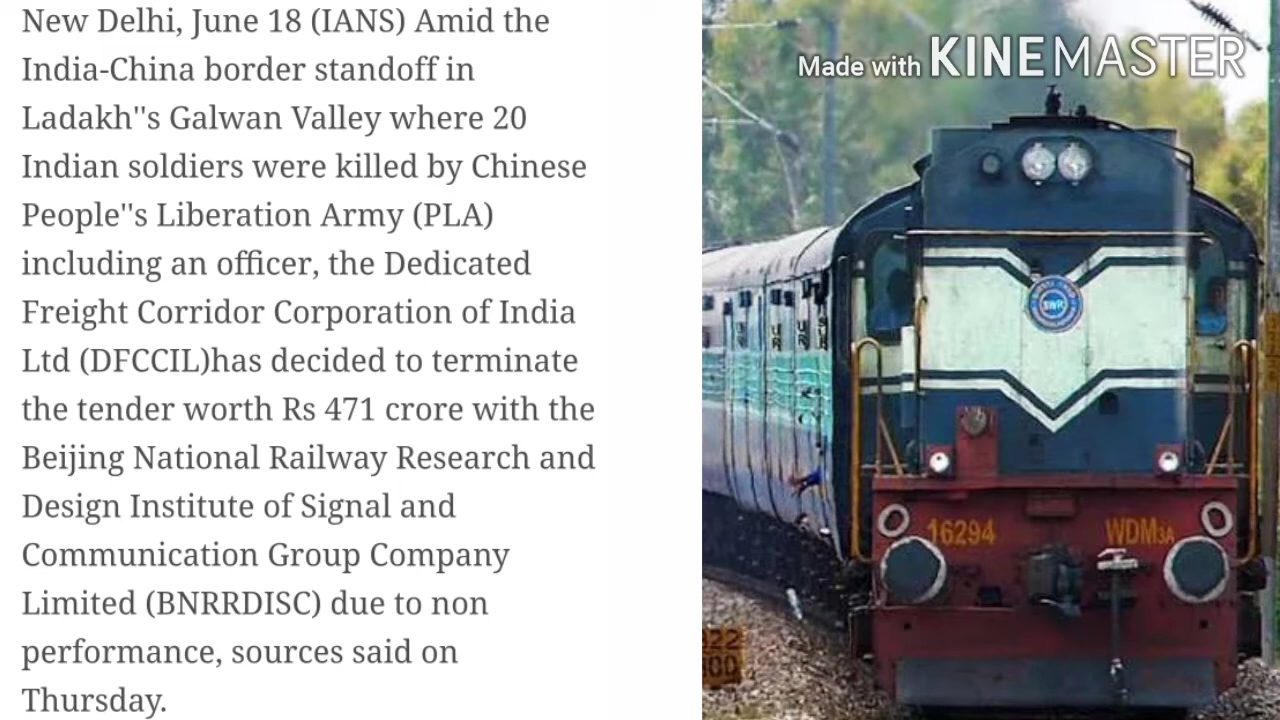 New Delhi, June 18 (IANS) Amid the
India-China border standoff in
Ladakh''s Galwan Valley where 20
Indian soldiers were killed by Chinese
People''s Liberation Army (PLA)
including an officer, the Dedicated
Freight Corridor Corporation of India
Ltd (DFCCIL)has decided to terminate
the tender worth Rs 471 crore with the
Beijing National Railway Research and
Design Institute of Signal and
Communication Group Company
Limited (BNRRDISC) due to non
performance, sources said on
Thursday.
Made with KINEMASTER
SWR
16294 WDM3A